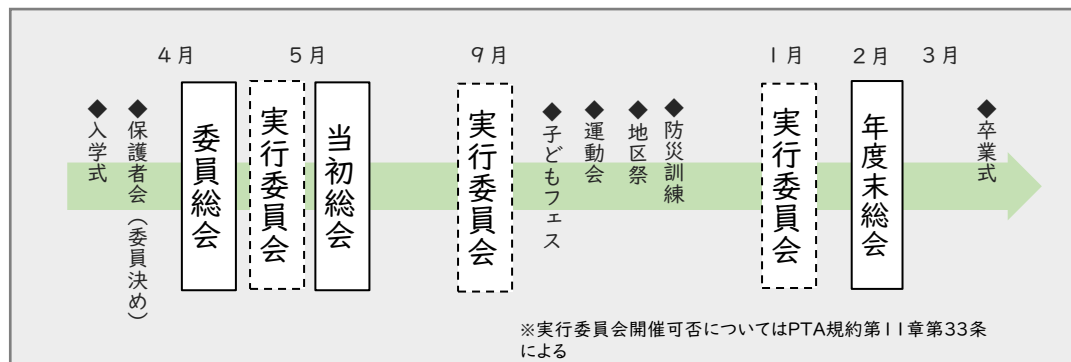 4月
5月
9月
1月
2月
3月
◆入学式
◆保護者会(委員決め)
委員総会
実行委員会
当初総会
実行委員会
◆子どもフェス
◆運動会
◆地区祭
◆防災訓練
実行委員会
年度末総会
◆卒業式
※実行委員会開催可否についてはPTA規約第11章第33条
による